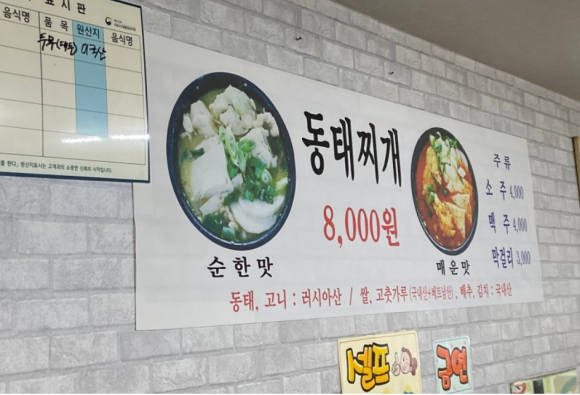 표시판
음식명 품목 원산지 음식명
두부(대두) 미국산
동태찌개
8,000원
순한맛
매운맛
주류
소주 4,000
맥주 4,000
막걸리 3,000
동태, 고니 : 러시아산 / 쌀, 고춧가루(국내산+베트남산), 배추, 김치 : 국내산
셀프
금연